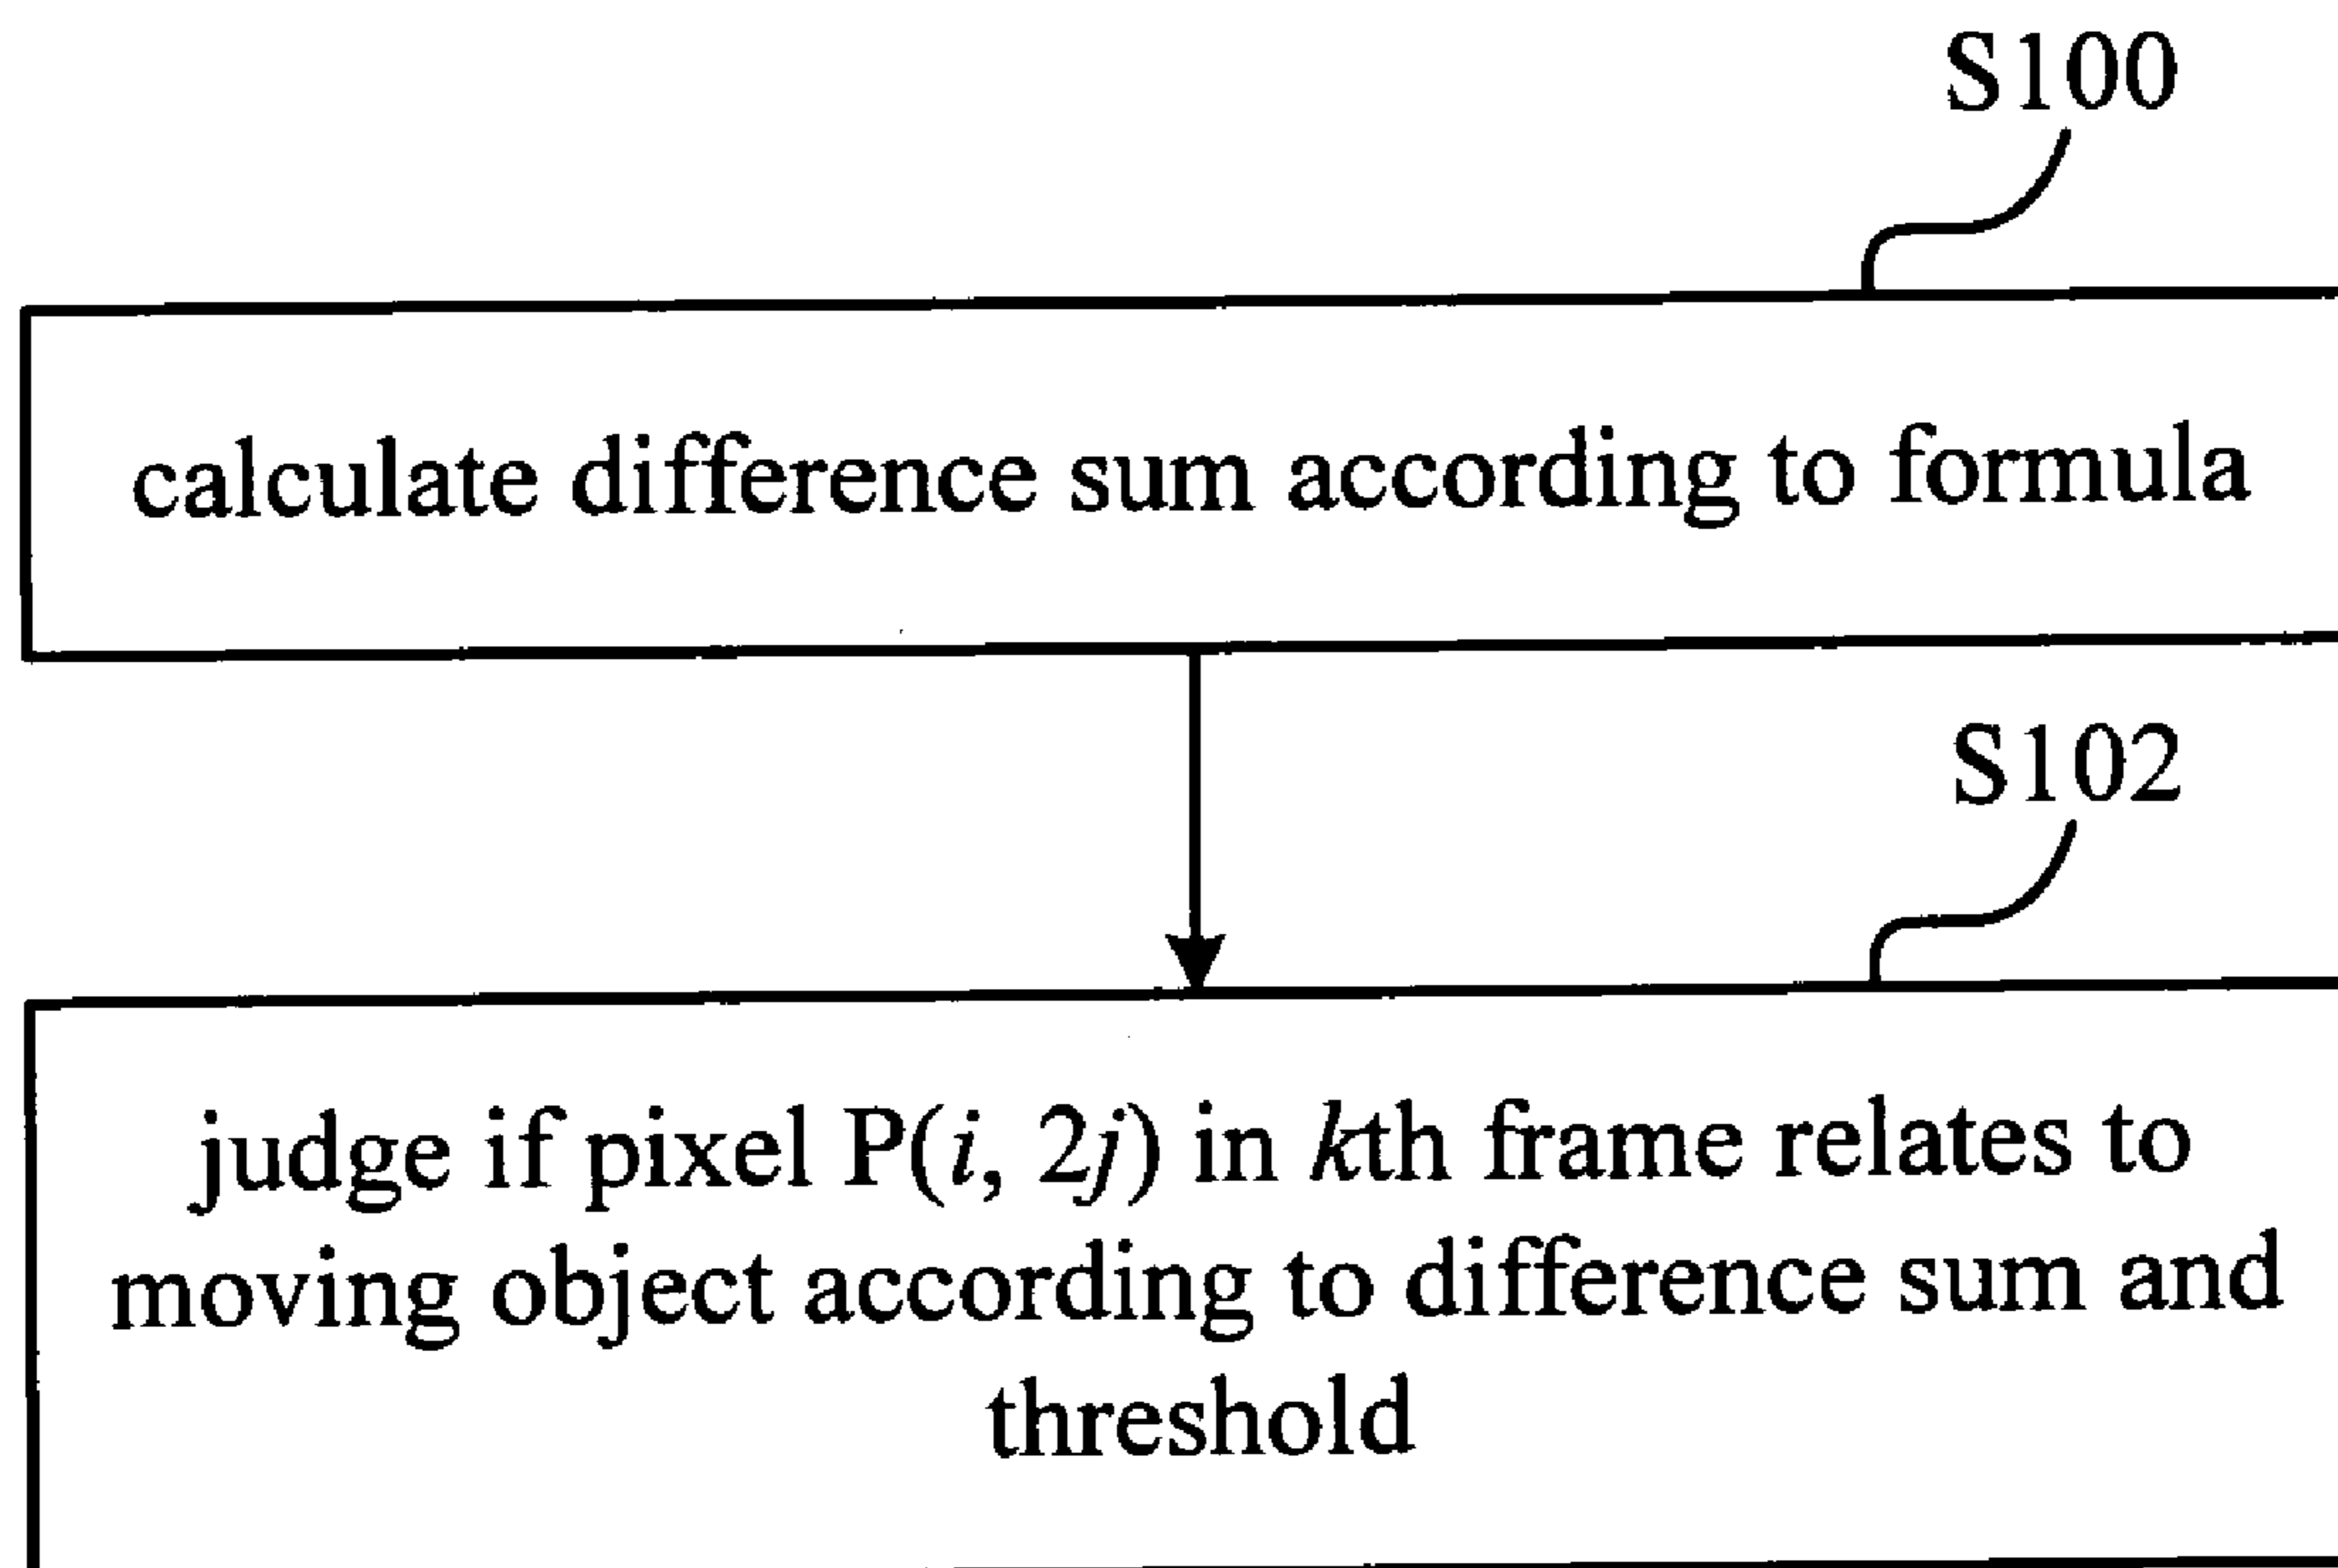 S100
calculate difference sum according to formula
S102
judge if pixel P(i, 2j) in kth frame relates to
moving object according to difference sum and
threshold